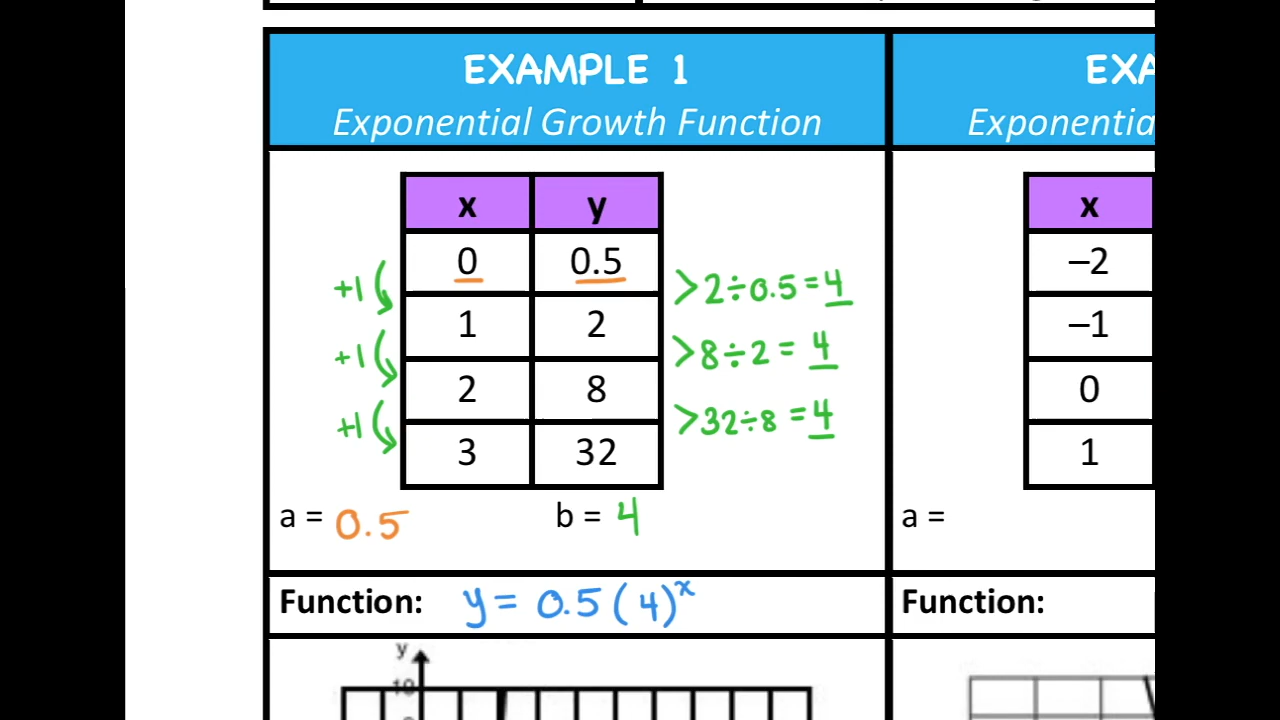 EXAMPLE 1
Exponential Growth Function
x y
0 0.5
1 2
2 8
3 32
+1
+1
+1
>2÷0.5=4
>8÷2=4
>32÷8=4
a = 0.5 b = 4
Function: y = 0.5(4)^x
y
10
EXA
Exponentia
x
–2
–1
0
1
a =
Function: